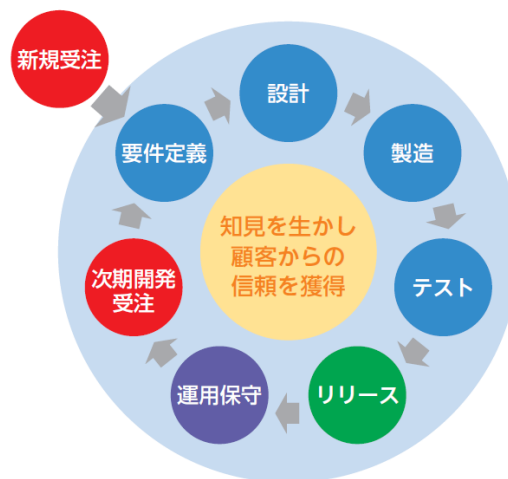 新規受注
要件定義
設計
製造
テスト
リリース
運用保守
次期開発
受注
知見を生かし
顧客からの
信頼を獲得